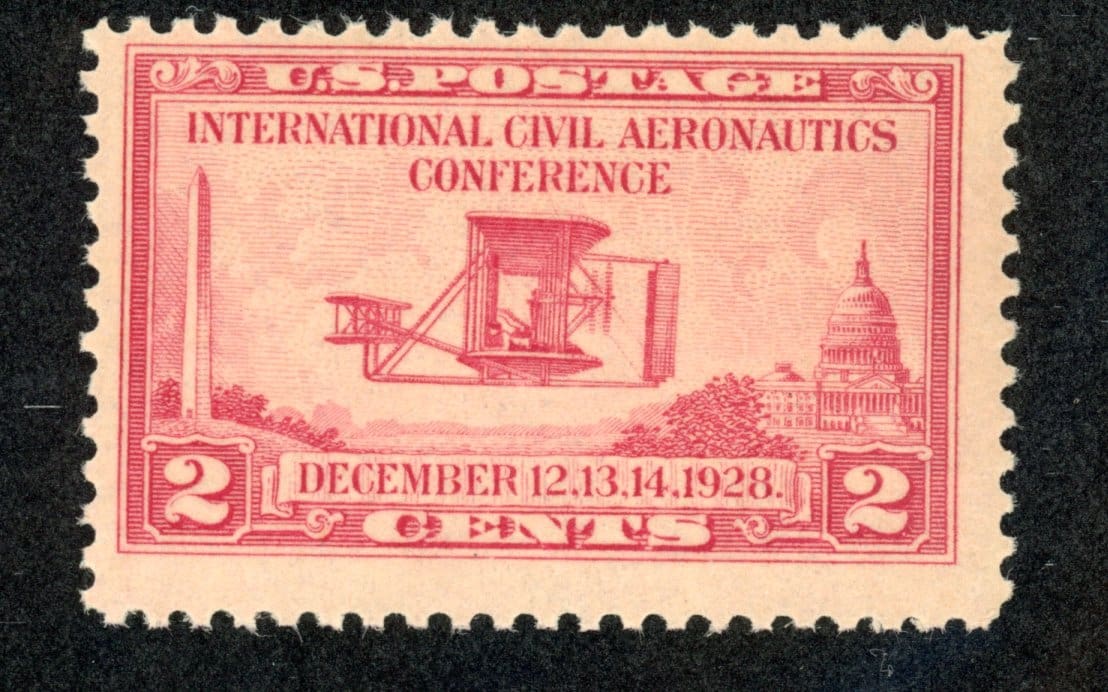 U.S. POSTAGE
INTERNATIONAL CIVIL AERONAUTICS
CONFERENCE
2 DECEMBER 12,13,14,1928. 2
CENTS